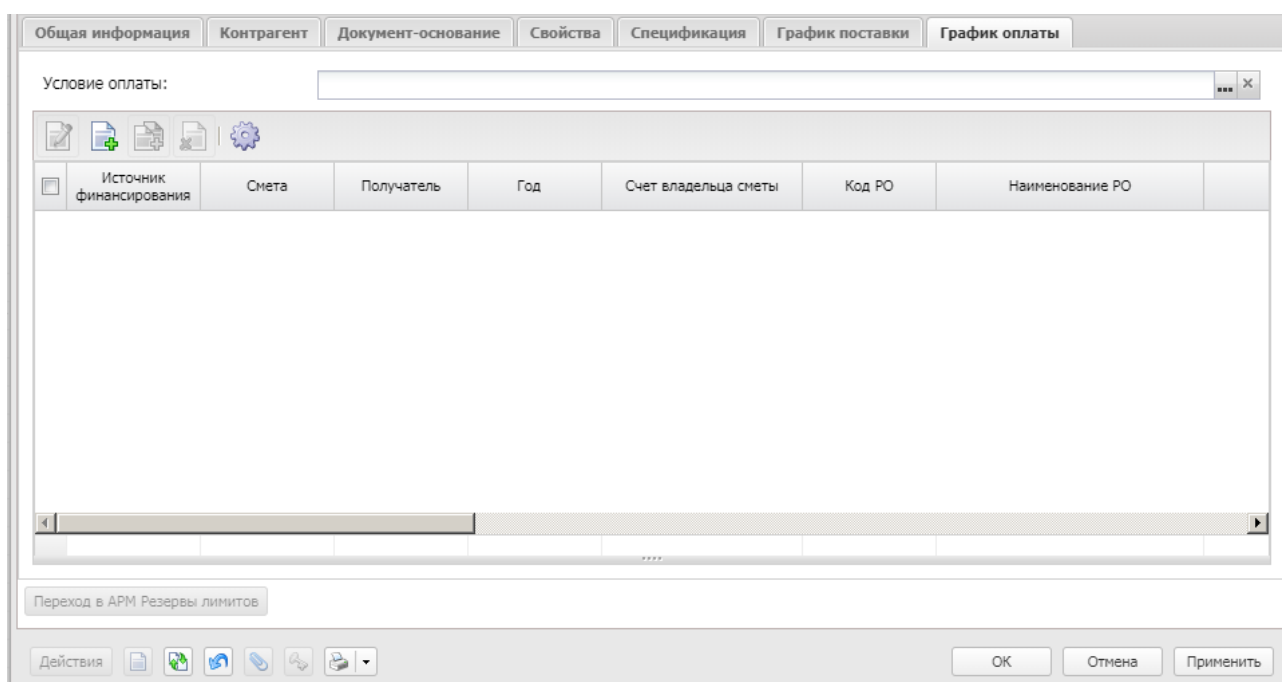 Общая информация Контрагент Документ-основание Свойства Спецификация График поставки График оплаты
Условие оплаты:
Источник финансирования Смета Получатель Год Счет владельца сметы Код РО Наименование РО
Переход в АРМ Резервы лимитов
Действия ОК Отмена Применить